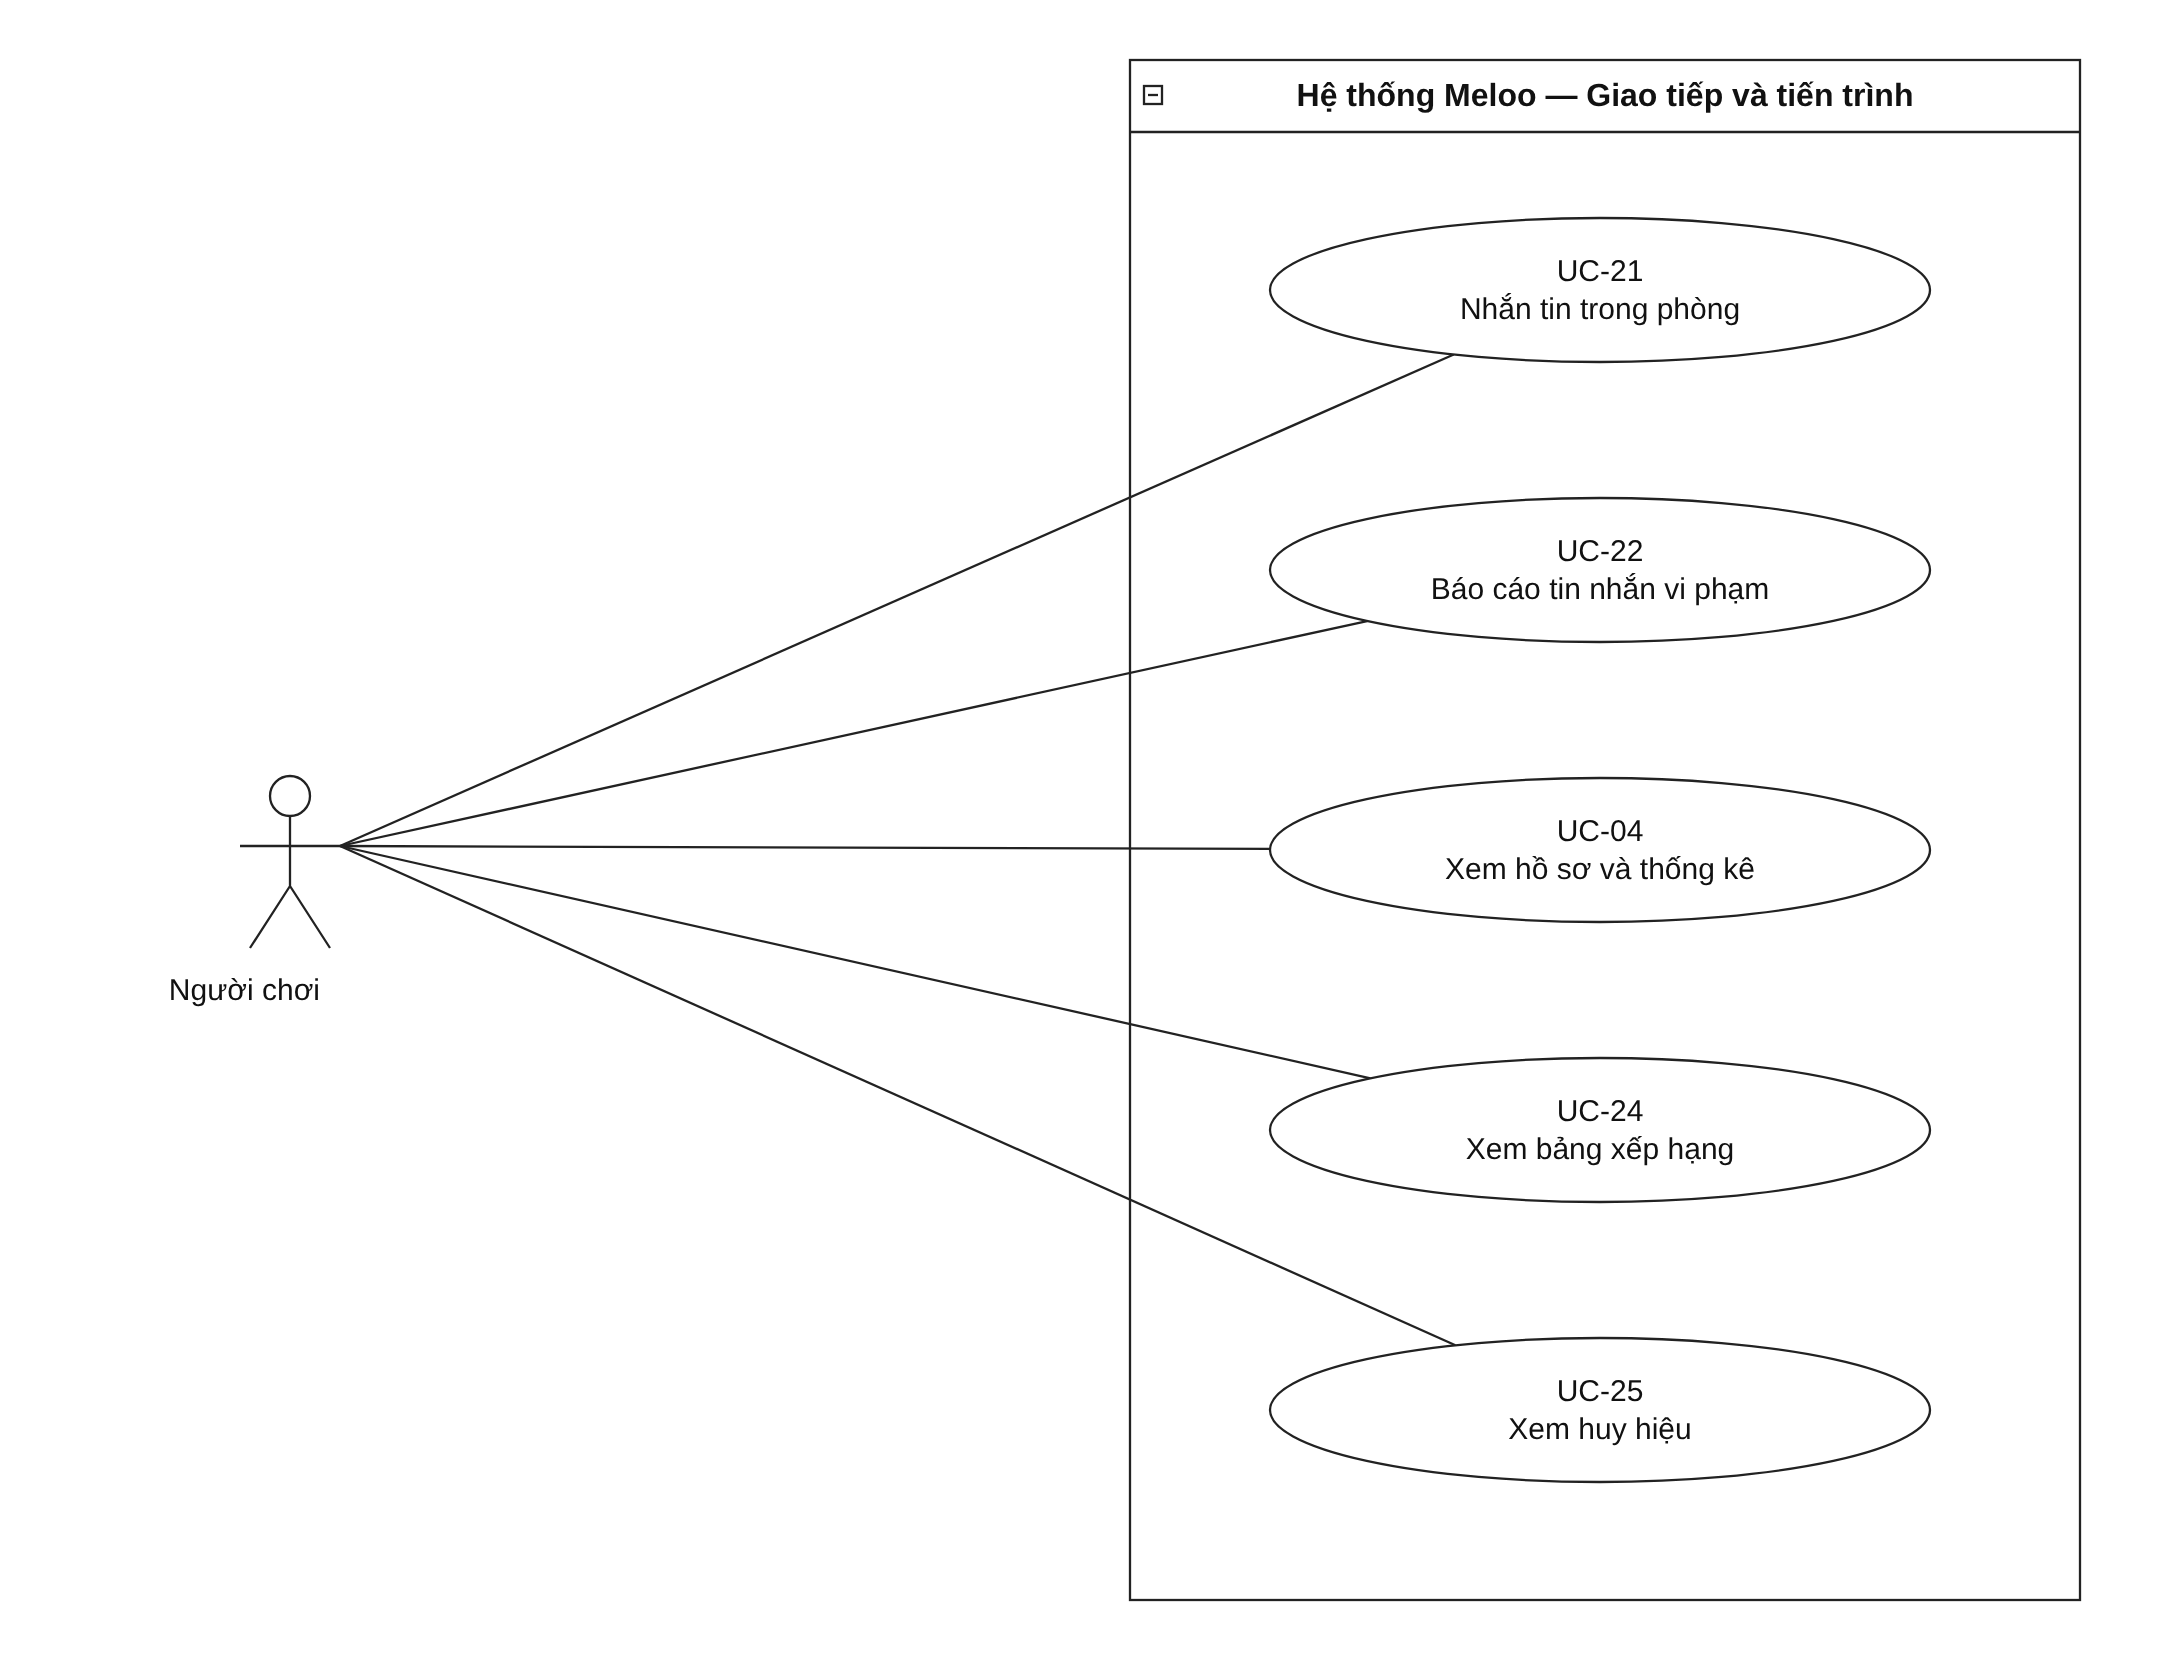 Hệ thống Meloo — Giao tiếp và tiến trình
UC-21
Nhắn tin trong phòng
UC-22
Báo cáo tin nhắn vi phạm
UC-04
Xem hồ sơ và thống kê
Người chơi
UC-24
Xem bảng xếp hạng
UC-25
Xem huy hiệu